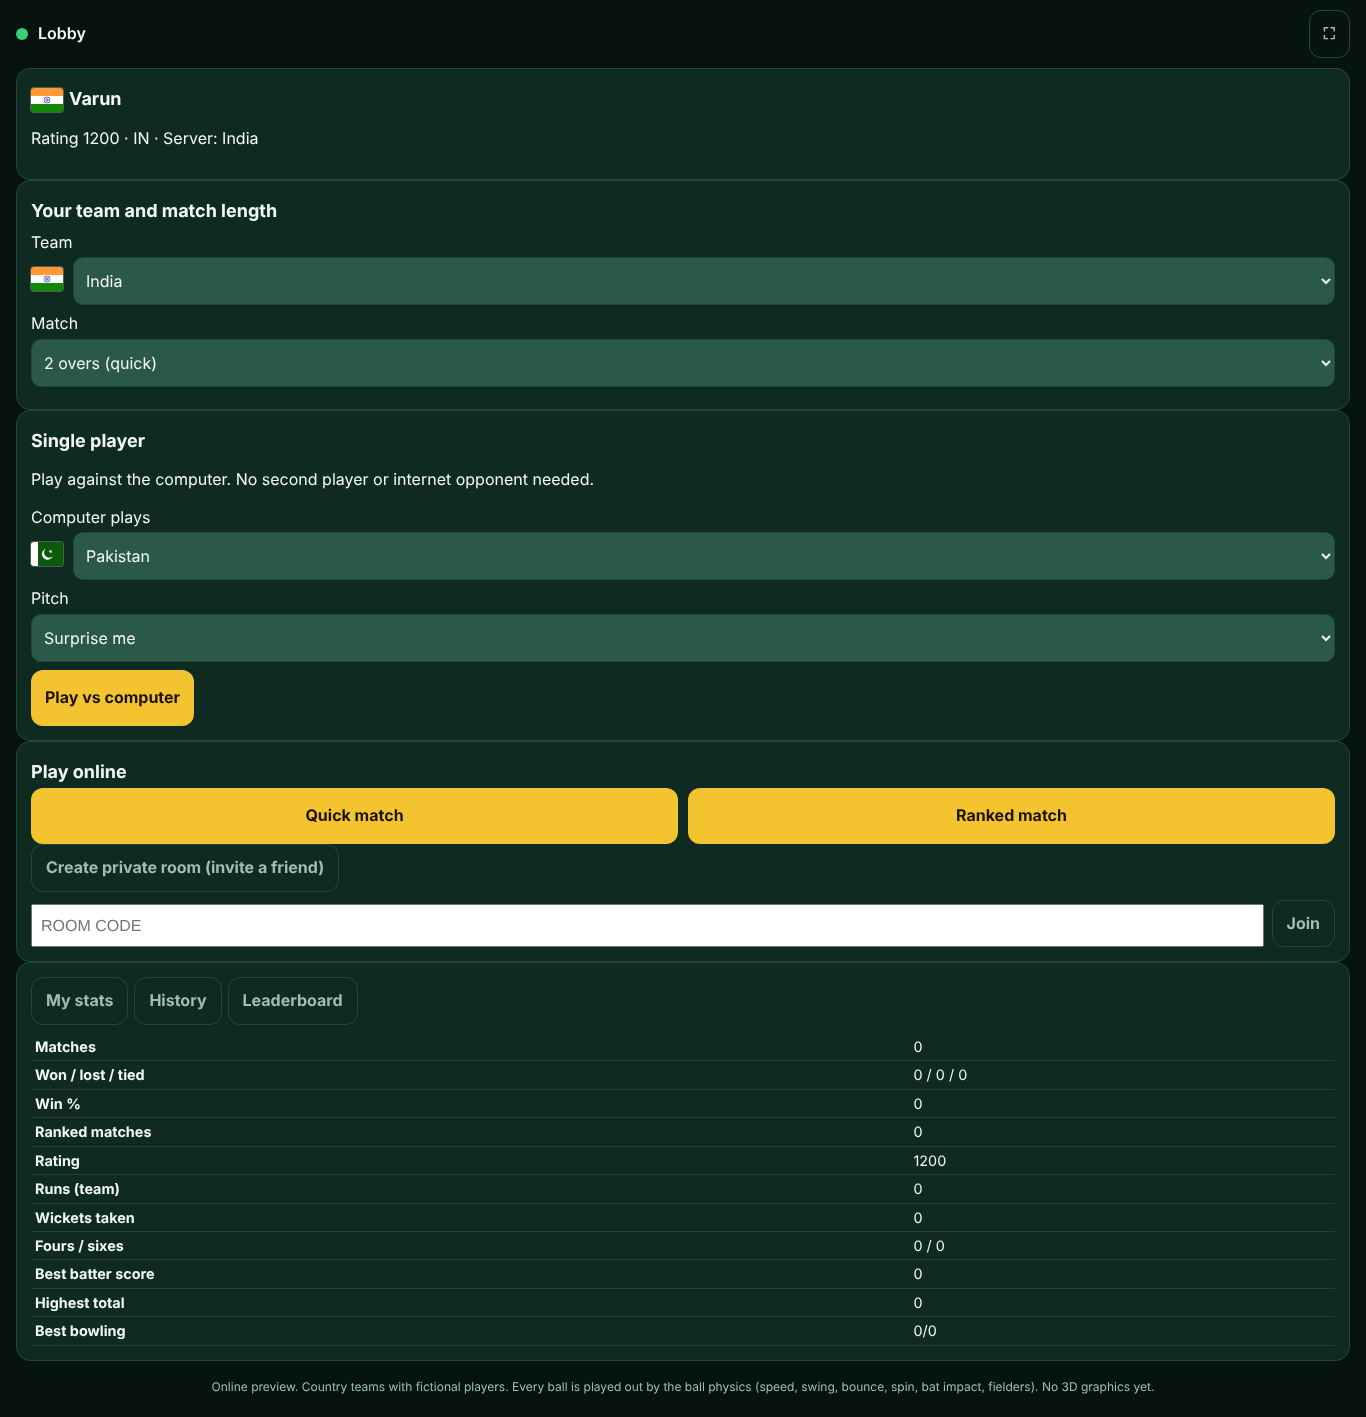 Lobby
Varun
Rating 1200 · IN · Server: India
Your team and match length
Team
India
Match
2 overs (quick)
Single player
Play against the computer. No second player or internet opponent needed.
Computer plays
Pakistan
Pitch
Surprise me
Play vs computer
Play online
Quick match Ranked match
Create private room (invite a friend)
ROOM CODE Join
My stats History Leaderboard
Matches 0
Won / lost / tied 0 / 0 / 0
Win % 0
Ranked matches 0
Rating 1200
Runs (team) 0
Wickets taken 0
Fours / sixes 0 / 0
Best batter score 0
Highest total 0
Best bowling 0/0
Online preview. Country teams with fictional players. Every ball is played out by the ball physics (speed, swing, bounce, spin, bat impact, fielders). No 3D graphics yet.